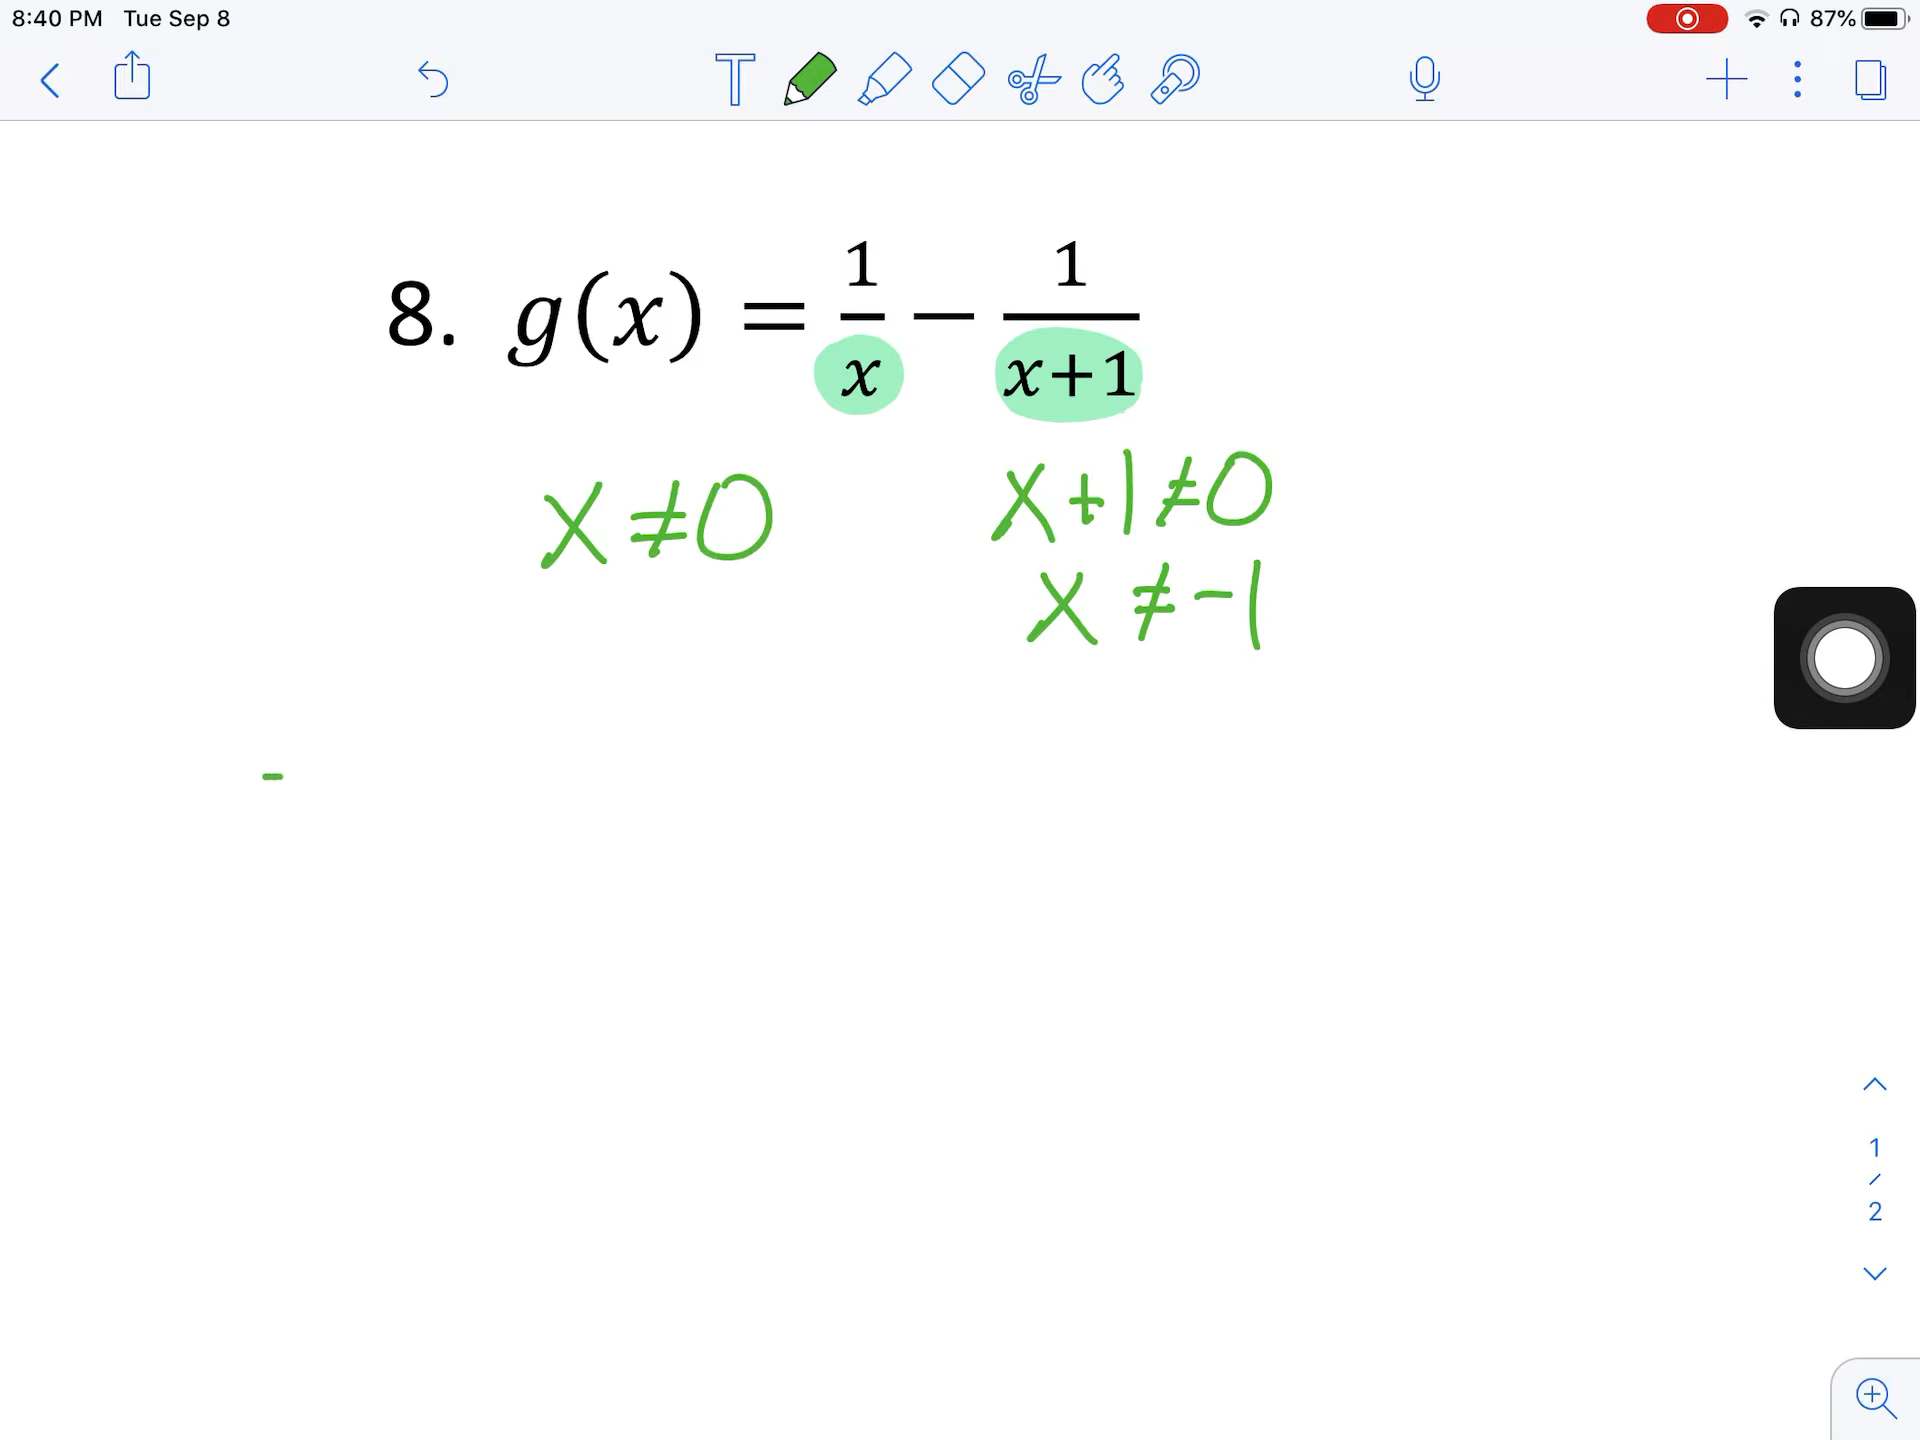 8:40 PM Tue Sep 8 87%
T
8. g(x) = 1/x − 1/(x+1)
x ≠ 0 x + 1 ≠ 0
x ≠ -1
-
1
/
2